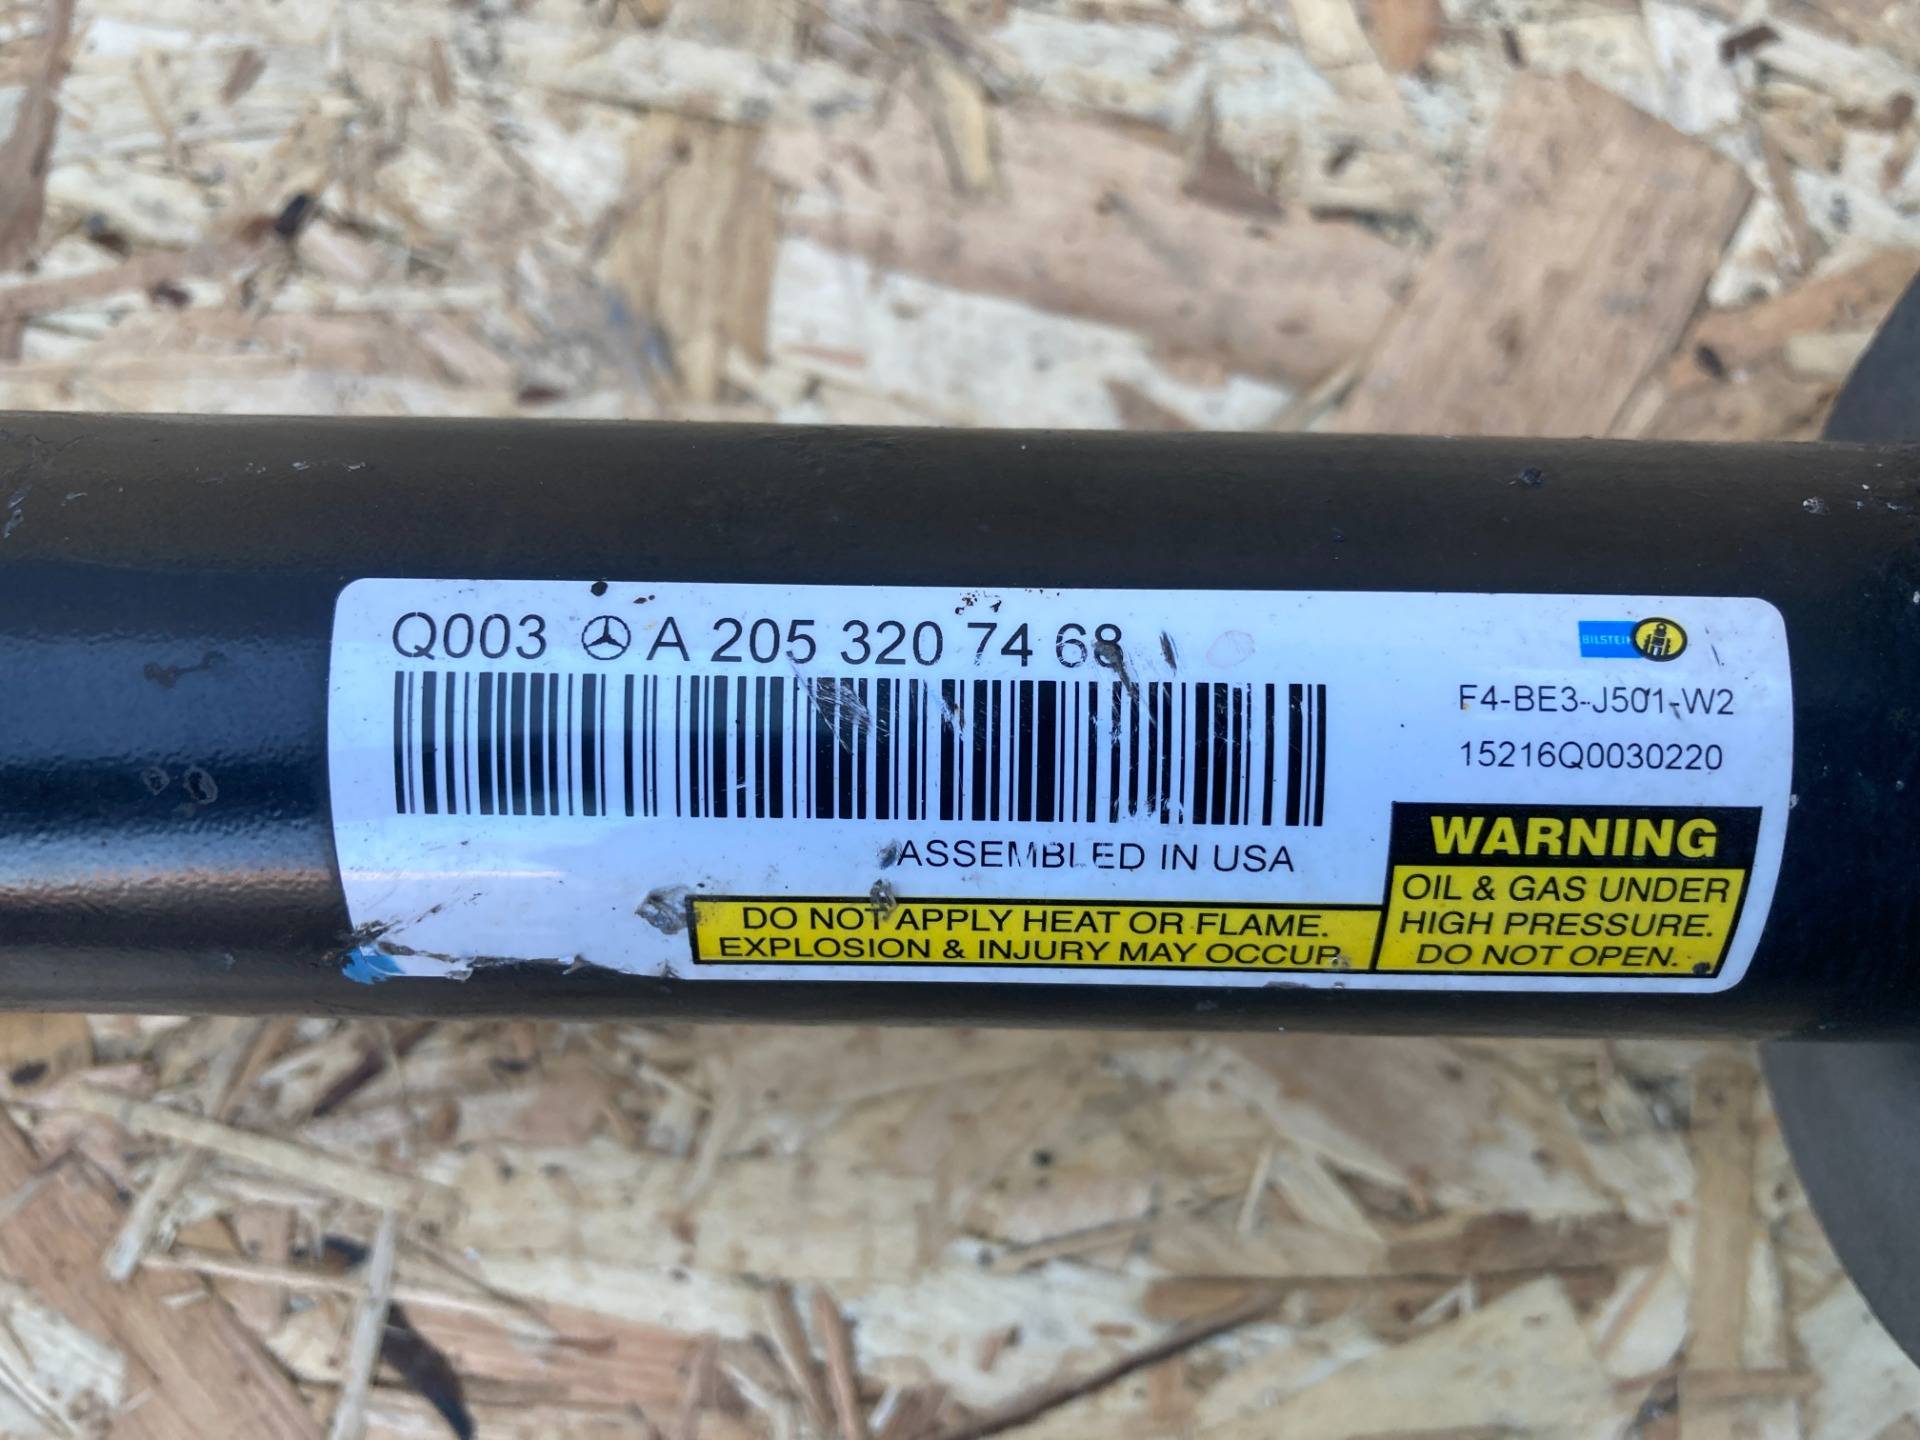 Q003 A 205 320 74 68
BILSTEIN
F4-BE3-J501-W2
15216Q0030220
ASSEMBLED IN USA
DO NOT APPLY HEAT OR FLAME.
EXPLOSION & INJURY MAY OCCUR.
WARNING
OIL & GAS UNDER
HIGH PRESSURE.
DO NOT OPEN.